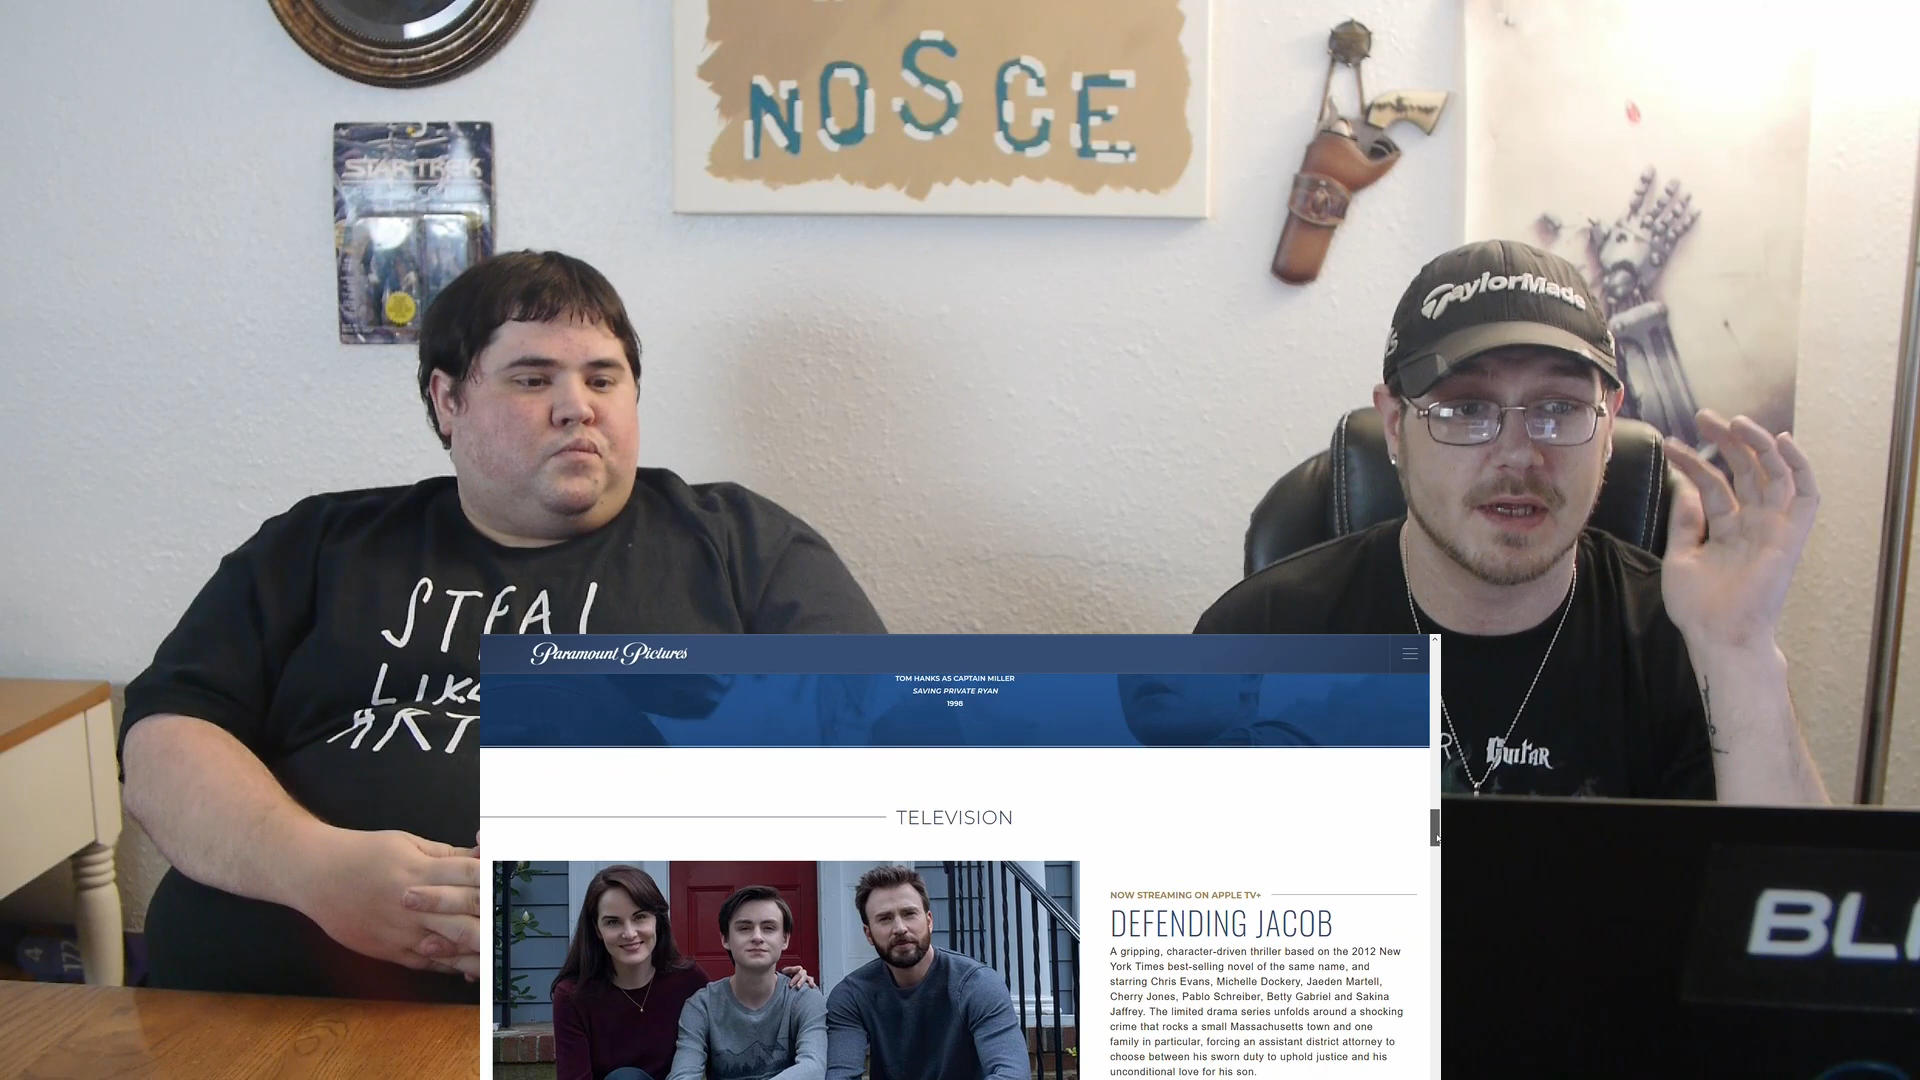 NOSCE
STAR TREK
TaylorMade
STEAL
LIKE
ART
GUITAR
Paramount Pictures
TOM HANKS AS CAPTAIN MILLER
SAVING PRIVATE RYAN
1998
TELEVISION
NOW STREAMING ON APPLE TV+
DEFENDING JACOB
A gripping, character-driven thriller based on the 2012 New
York Times best-selling novel of the same name, and
starring Chris Evans, Michelle Dockery, Jaeden Martell,
Cherry Jones, Pablo Schreiber, Betty Gabriel and Sakina
Jaffrey. The limited drama series unfolds around a shocking
crime that rocks a small Massachusetts town and one
family in particular, forcing an assistant district attorney to
choose between his sworn duty to uphold justice and his
unconditional love for his son.
BL